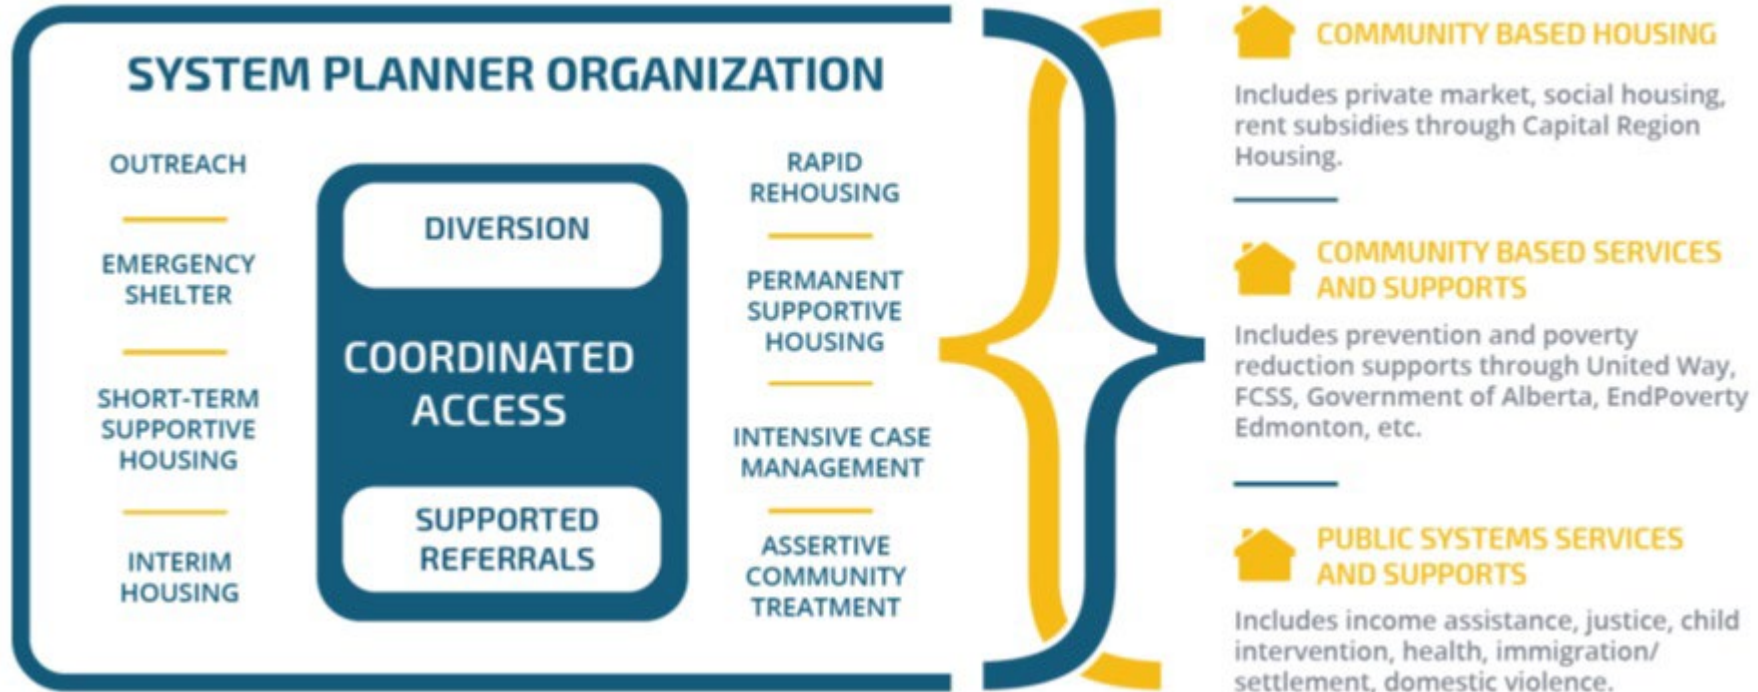 SYSTEM PLANNER ORGANIZATION
OUTREACH
EMERGENCY
SHELTER
SHORT-TERM
SUPPORTIVE
HOUSING
INTERIM
HOUSING
DIVERSION
COORDINATED
ACCESS
SUPPORTED
REFERRALS
RAPID
REHOUSING
PERMANENT
SUPPORTIVE
HOUSING
INTENSIVE CASE
MANAGEMENT
ASSERTIVE
COMMUNITY
TREATMENT
COMMUNITY BASED HOUSING
Includes private market, social housing,
rent subsidies through Capital Region
Housing.
COMMUNITY BASED SERVICES
AND SUPPORTS
Includes prevention and poverty
reduction supports through United Way,
FCSS, Government of Alberta, EndPoverty
Edmonton, etc.
PUBLIC SYSTEMS SERVICES
AND SUPPORTS
Includes income assistance, justice, child
intervention, health, immigration/
settlement, domestic violence.